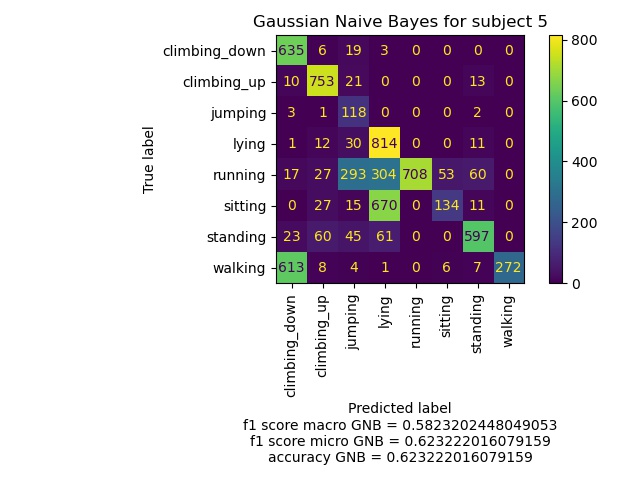 Gaussian Naive Bayes for subject 5
climbing_down 635 6 19 3 0 0 0 0
climbing_up 10 753 21 0 0 0 13 0
jumping 3 1 118 0 0 0 2 0
lying 1 12 30 814 0 0 11 0
running 17 27 293 304 708 53 60 0
sitting 0 27 15 670 0 134 11 0
standing 23 60 45 61 0 0 597 0
walking 613 8 4 1 0 6 7 272
True label
climbing_down
climbing_up
jumping
lying
running
sitting
standing
walking
800
600
400
200
0
Predicted label
f1 score macro GNB = 0.5823202448049053
f1 score micro GNB = 0.623222016079159
accuracy GNB = 0.623222016079159